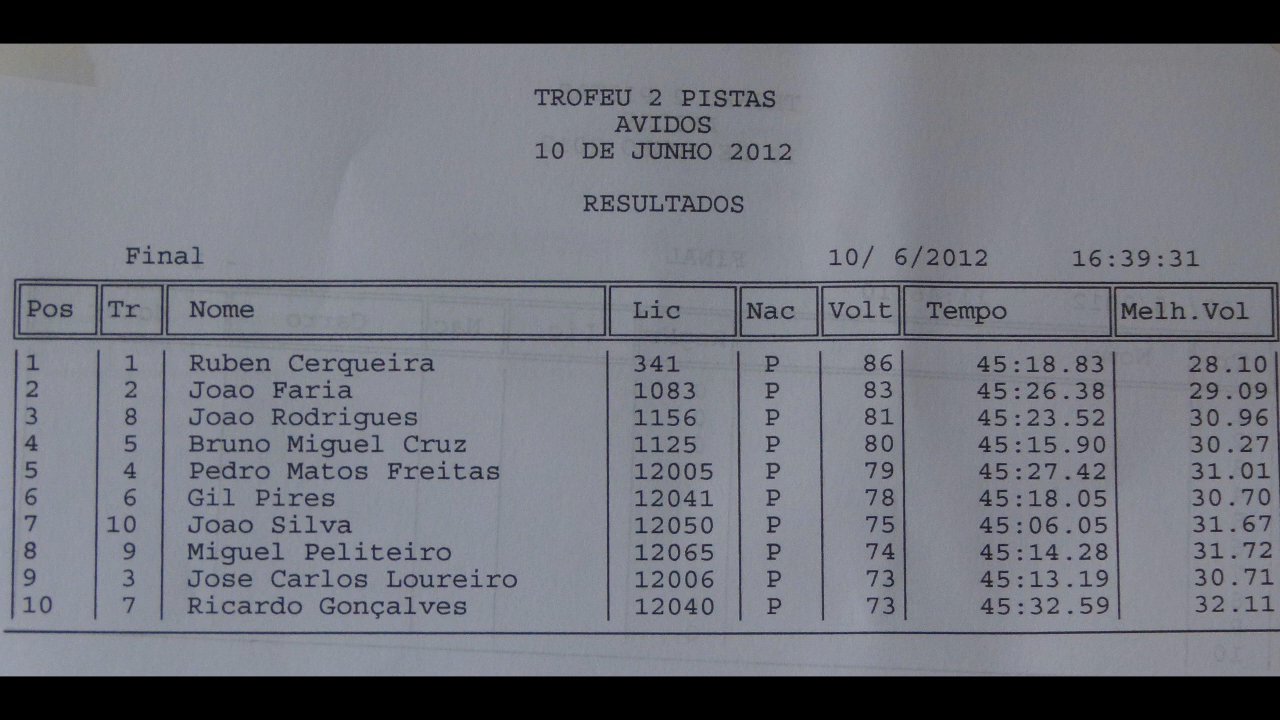 TROFEU 2 PISTAS
AVIDOS
10 DE JUNHO 2012
RESULTADOS
Final 10/ 6/2012 16:39:31
Pos Tr Nome Lic Nac Volt Tempo Melh.Vol
1 1 Ruben Cerqueira 341 P 86 45:18.83 28.10
2 2 Joao Faria 1083 P 83 45:26.38 29.09
3 8 Joao Rodrigues 1156 P 81 45:23.52 30.96
4 5 Bruno Miguel Cruz 1125 P 80 45:15.90 30.27
5 4 Pedro Matos Freitas 12005 P 79 45:27.42 31.01
6 6 Gil Pires 12041 P 78 45:18.05 30.70
7 10 Joao Silva 12050 P 75 45:06.05 31.67
8 9 Miguel Peliteiro 12065 P 74 45:14.28 31.72
9 3 Jose Carlos Loureiro 12006 P 73 45:13.19 30.71
10 7 Ricardo Gonçalves 12040 P 73 45:32.59 32.11